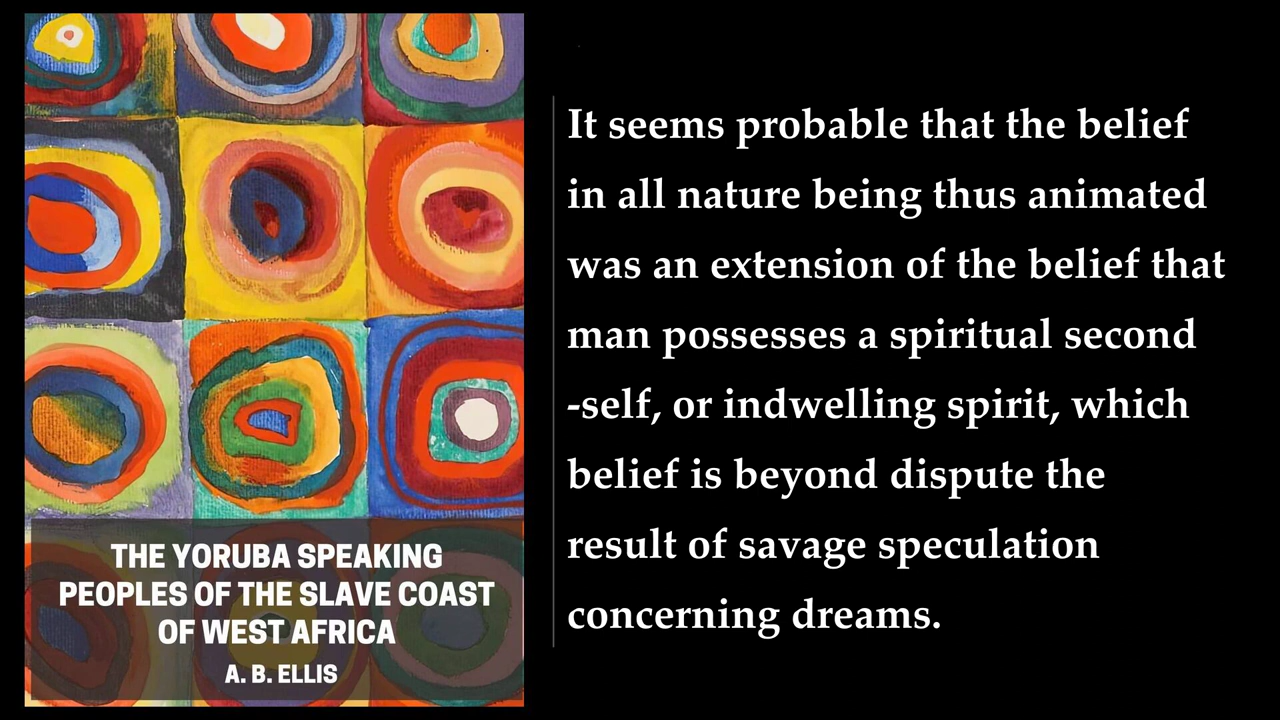 THE YORUBA SPEAKING
PEOPLES OF THE SLAVE COAST
OF WEST AFRICA
A. B. ELLIS
It seems probable that the belief
in all nature being thus animated
was an extension of the belief that
man possesses a spiritual second
-self, or indwelling spirit, which
belief is beyond dispute the
result of savage speculation
concerning dreams.